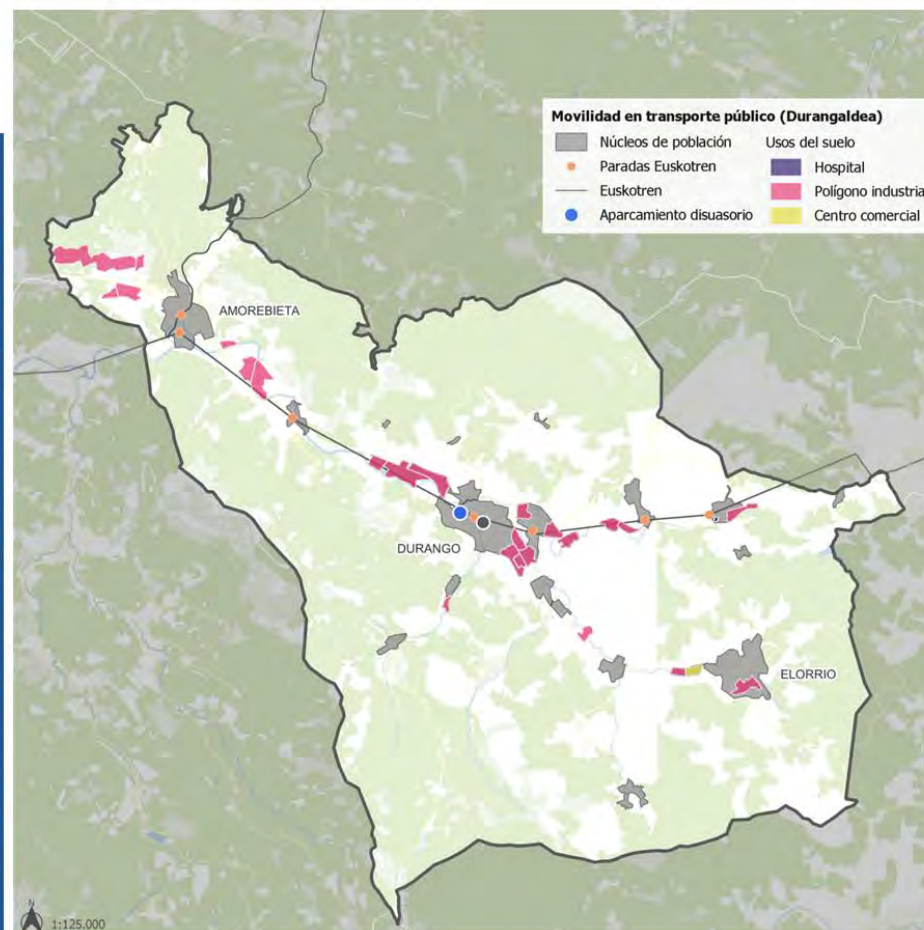 Movilidad en transporte público (Durangaldea)
Núcleos de población
Usos del suelo
Paradas Euskotren
Hospital
Euskotren
Polígono industria
Aparcamiento disuasorio
Centro comercial
AMOREBIETA
DURANGO
ELORRIO
N
1:125.000